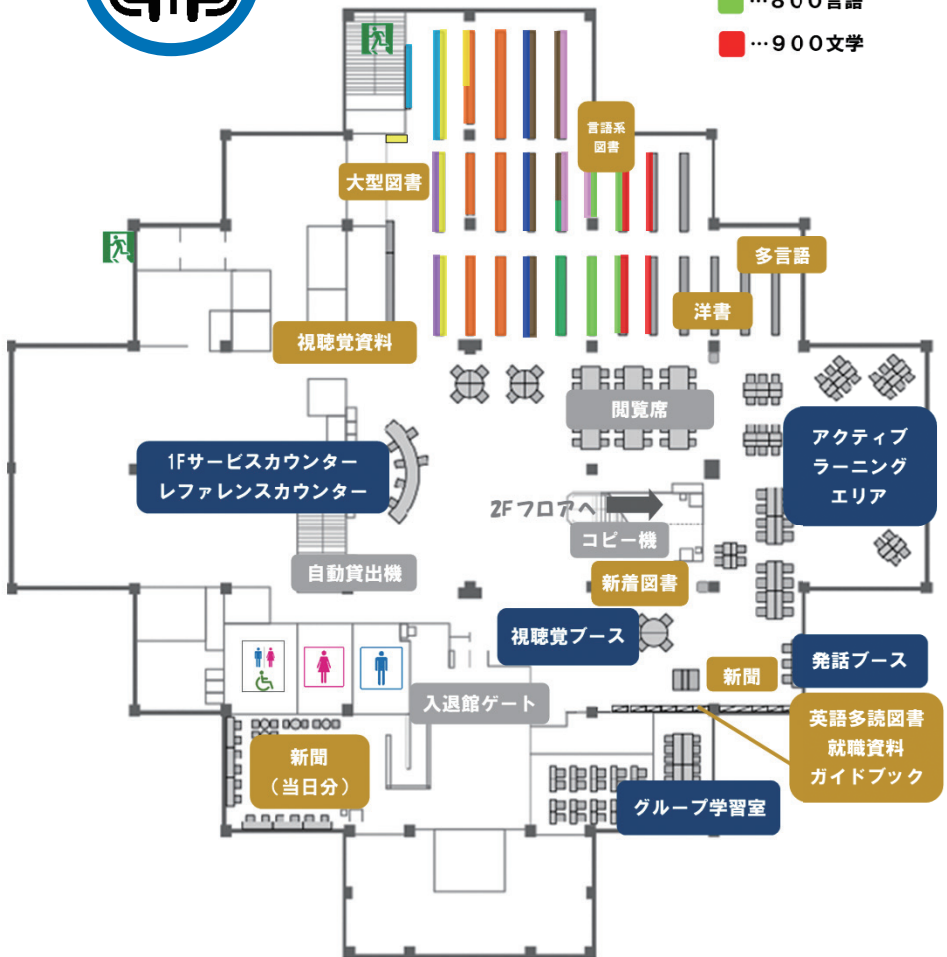 …８００言語
…９００文学
言語系
図書
大型図書
多言語
洋書
視聴覚資料
閲覧席
アクティブ
ラーニング
エリア
1Fサービスカウンター
レファレンスカウンター
2Fフロアへ
コピー機
自動貸出機
新着図書
視聴覚ブース
発話ブース
新聞
入退館ゲート
英語多読図書
就職資料
ガイドブック
新聞
（当日分）
グループ学習室